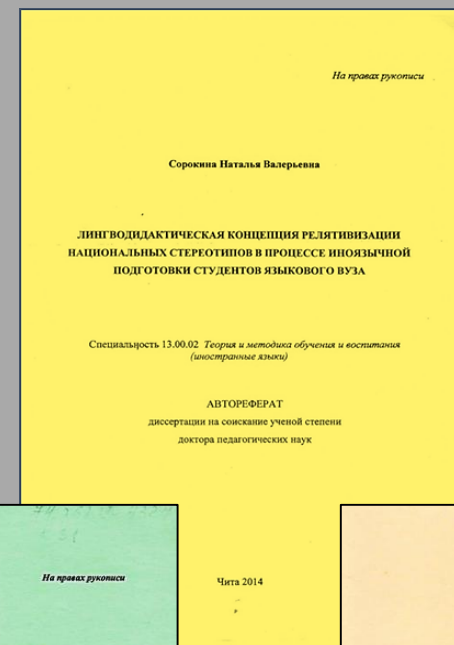 На правах рукописи
Сорокина Наталья Валерьевна
ЛИНГВОДИДАКТИЧЕСКАЯ КОНЦЕПЦИЯ РЕЛЯТИВИЗАЦИИ
НАЦИОНАЛЬНЫХ СТЕРЕОТИПОВ В ПРОЦЕССЕ ИНОЯЗЫЧНОЙ
ПОДГОТОВКИ СТУДЕНТОВ ЯЗЫКОВОГО ВУЗА
Специальность 13.00.02 Теория и методика обучения и воспитания
(иностранные языки)
АВТОРЕФЕРАТ
диссертации на соискание ученой степени
доктора педагогических наук
Чита 2014
На правах рукописи